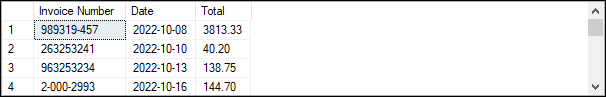 Invoice Number Date Total
1 989319-457 2022-10-08 3813.33
2 263253241 2022-10-10 40.20
3 963253234 2022-10-13 138.75
4 2-000-2993 2022-10-16 144.70